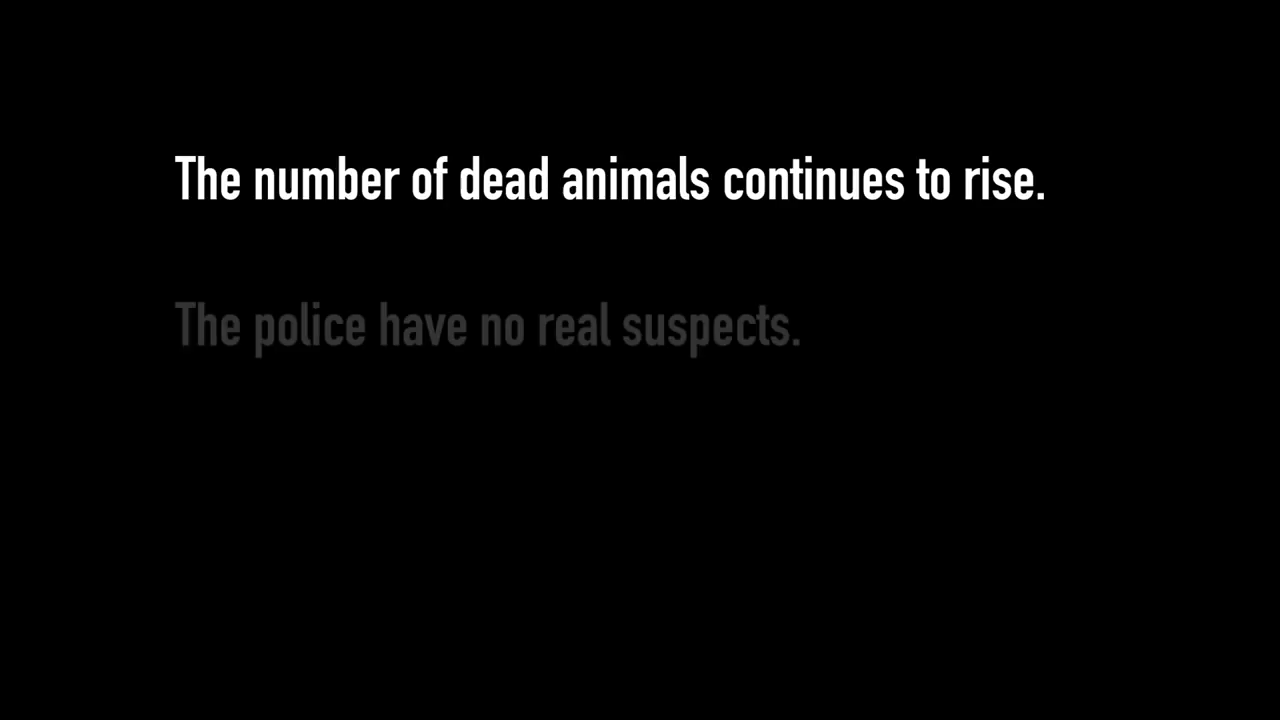 The number of dead animals continues to rise.
The police have no real suspects.